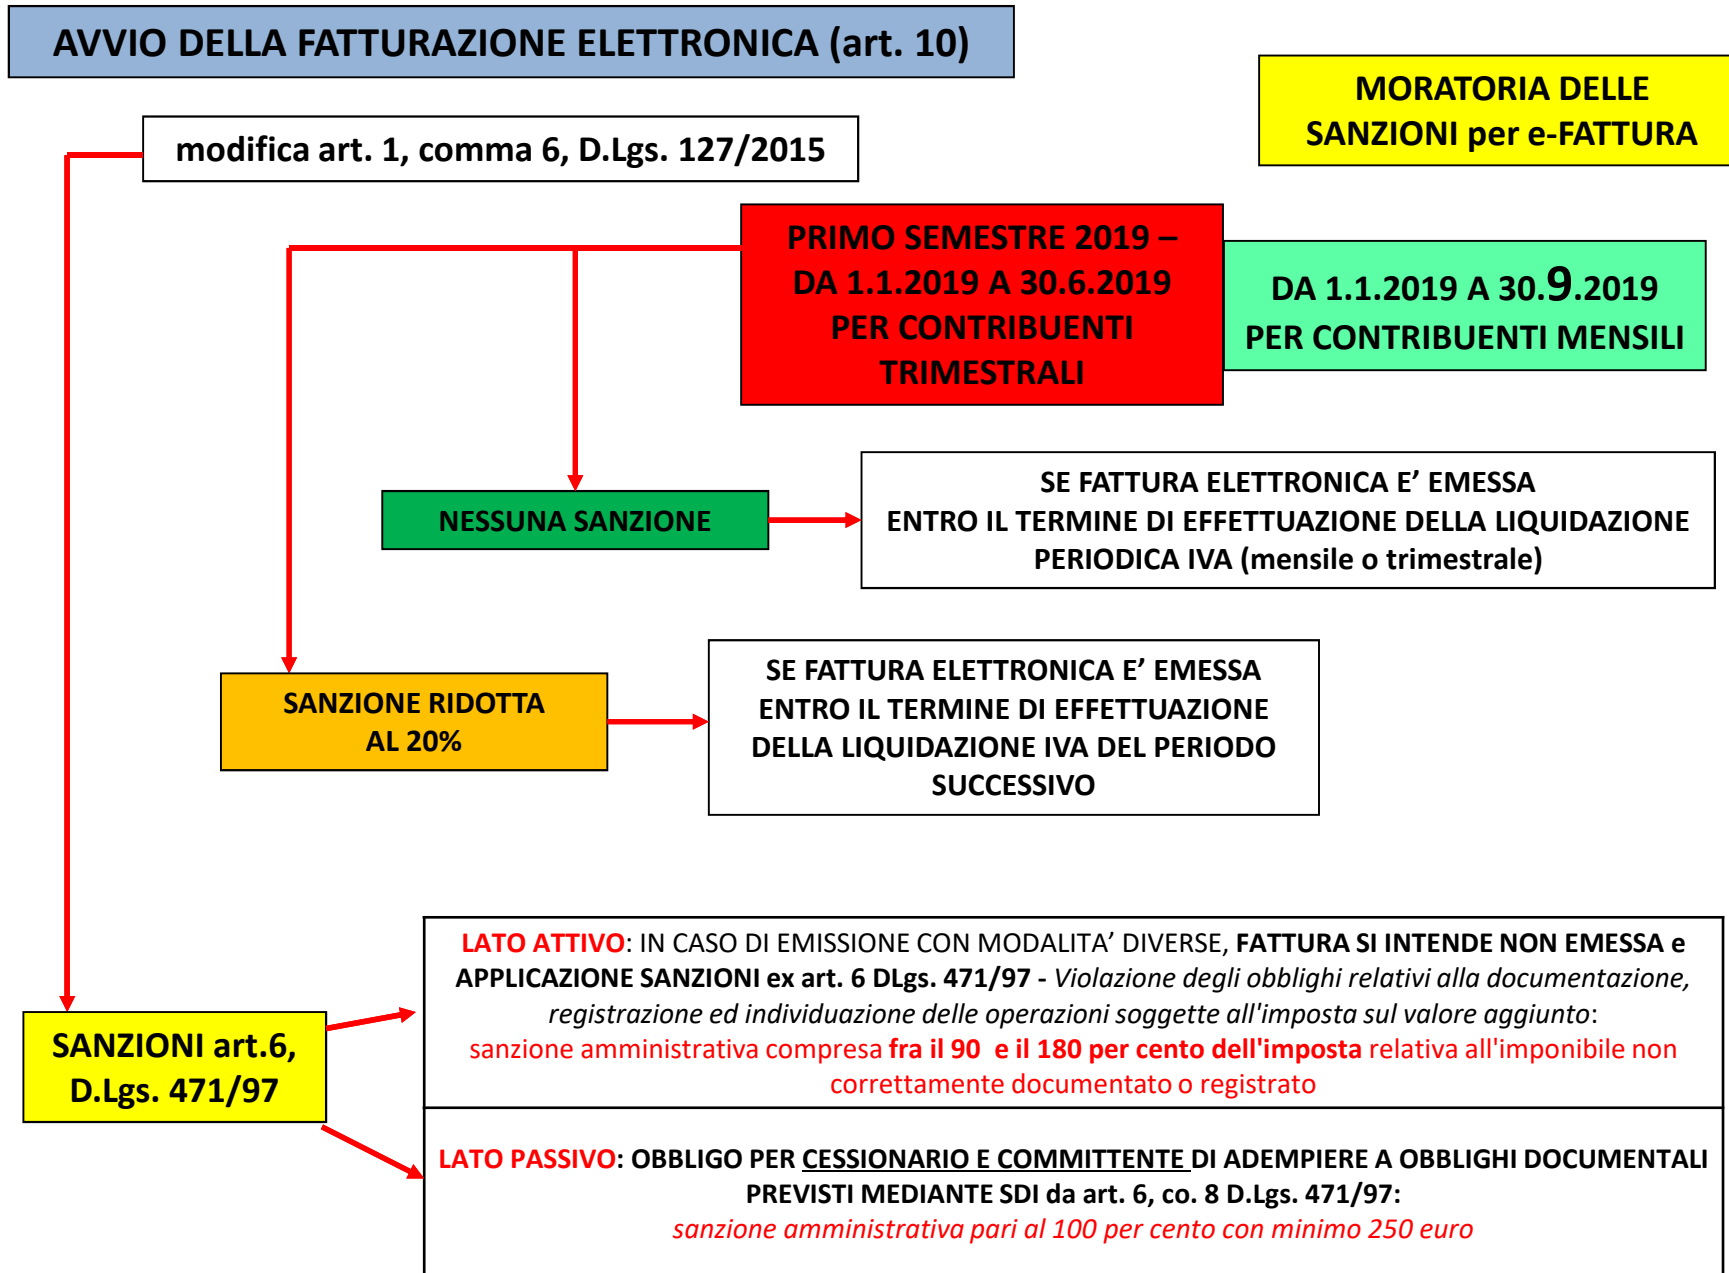 AVVIO DELLA FATTURAZIONE ELETTRONICA (art. 10)
MORATORIA DELLE
SANZIONI per e-FATTURA
modifica art. 1, comma 6, D.Lgs. 127/2015
PRIMO SEMESTRE 2019 –
DA 1.1.2019 A 30.6.2019
PER CONTRIBUENTI
TRIMESTRALI
DA 1.1.2019 A 30.9.2019
PER CONTRIBUENTI MENSILI
NESSUNA SANZIONE
SE FATTURA ELETTRONICA E’ EMESSA
ENTRO IL TERMINE DI EFFETTUAZIONE DELLA LIQUIDAZIONE
PERIODICA IVA (mensile o trimestrale)
SANZIONE RIDOTTA
AL 20%
SE FATTURA ELETTRONICA E’ EMESSA
ENTRO IL TERMINE DI EFFETTUAZIONE
DELLA LIQUIDAZIONE IVA DEL PERIODO
SUCCESSIVO
SANZIONI art.6,
D.Lgs. 471/97
LATO ATTIVO: IN CASO DI EMISSIONE CON MODALITA’ DIVERSE, FATTURA SI INTENDE NON EMESSA e
APPLICAZIONE SANZIONI ex art. 6 DLgs. 471/97 - Violazione degli obblighi relativi alla documentazione,
registrazione ed individuazione delle operazioni soggette all'imposta sul valore aggiunto:
sanzione amministrativa compresa fra il 90  e il 180 per cento dell'imposta relativa all'imponibile non
correttamente documentato o registrato
LATO PASSIVO: OBBLIGO PER CESSIONARIO E COMMITTENTE DI ADEMPIERE A OBBLIGHI DOCUMENTALI
PREVISTI MEDIANTE SDI da art. 6, co. 8 D.Lgs. 471/97:
sanzione amministrativa pari al 100 per cento con minimo 250 euro